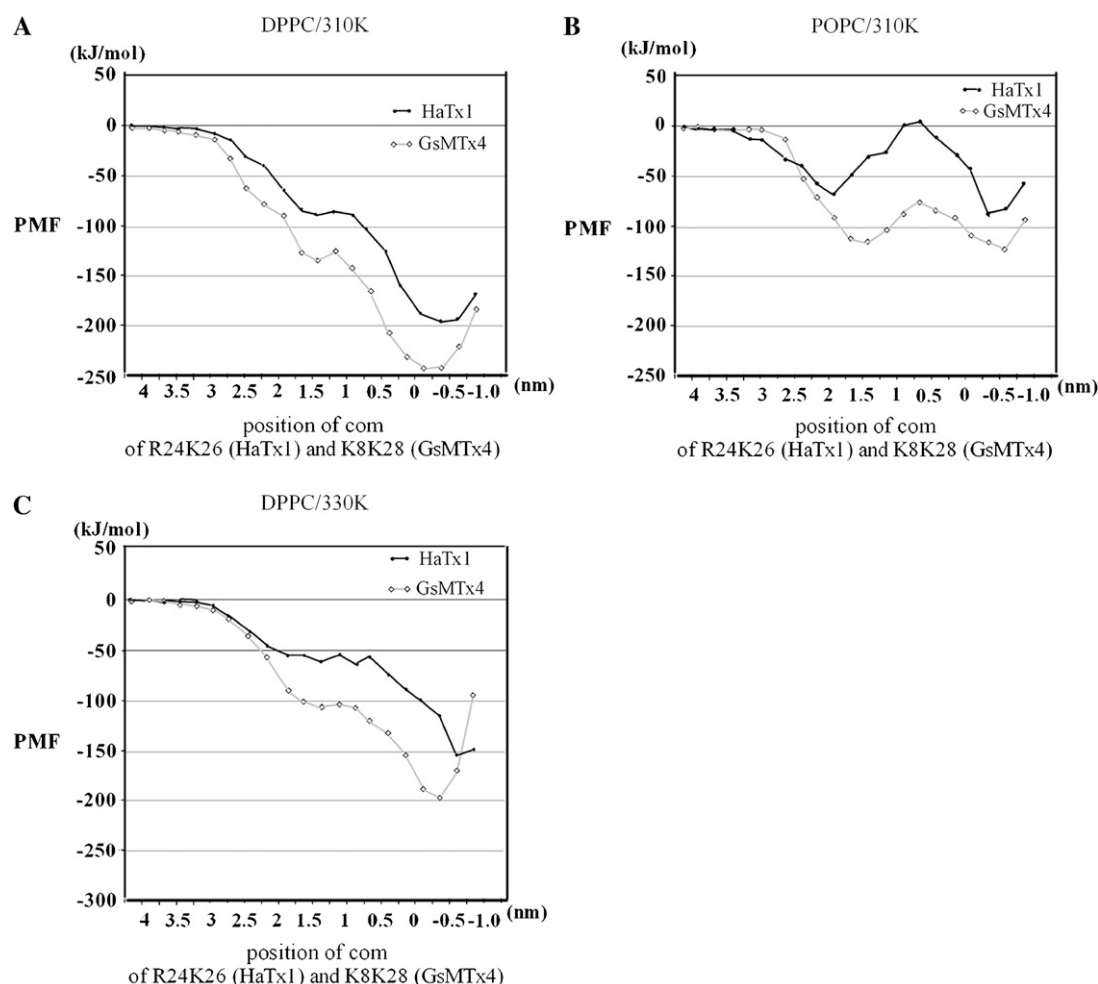 A
DPPC/310K
(kJ/mol)
50
0
-50
-100
-150
-200
-250
PMF
HaTx1
GsMTx4
4 3.5 3 2.5 2 1.5 1 0.5 0 -0.5 -1.0 (nm)
position of com
of R24K26 (HaTx1) and K8K28 (GsMTx4)
B
POPC/310K
(kJ/mol)
50
0
-50
-100
-150
-200
-250
PMF
HaTx1
GsMTx4
4 3.5 3 2.5 2 1.5 1 0.5 0 -0.5 -1.0 (nm)
position of com
of R24K26 (HaTx1) and K8K28 (GsMTx4)
C
DPPC/330K
(kJ/mol)
50
0
-50
-100
-150
-200
-250
-300
PMF
HaTx1
GsMTx4
4 3.5 3 2.5 2 1.5 1 0.5 0 -0.5 -1.0 (nm)
position of com
of R24K26 (HaTx1) and K8K28 (GsMTx4)